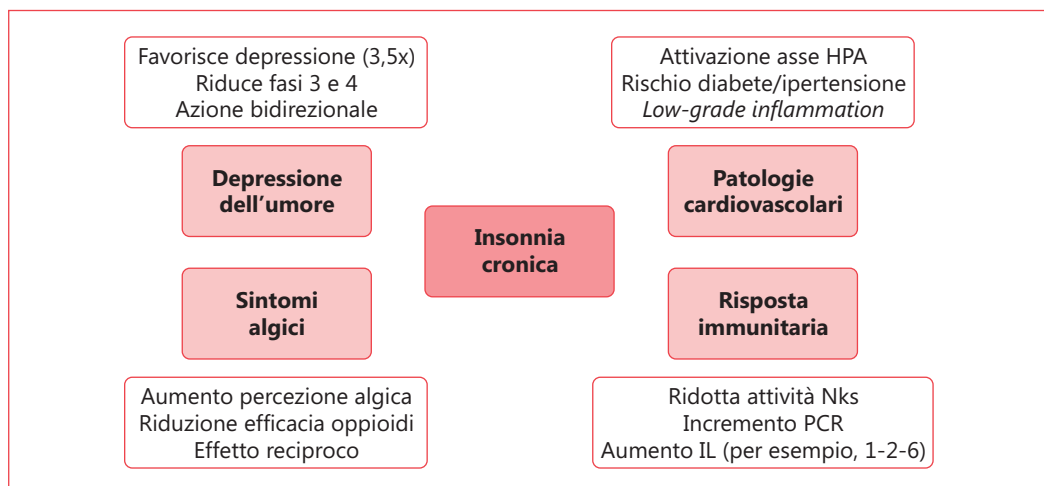 Favorisce depressione (3,5x)
Riduce fasi 3 e 4
Azione bidirezionale
Attivazione asse HPA
Rischio diabete/ipertensione
Low-grade inflammation
Depressione
dell’umore
Patologie
cardiovascolari
Insonnia
cronica
Sintomi
algici
Risposta
immunitaria
Aumento percezione algica
Riduzione efficacia oppioidi
Effetto reciproco
Ridotta attività Nks
Incremento PCR
Aumento IL (per esempio, 1-2-6)